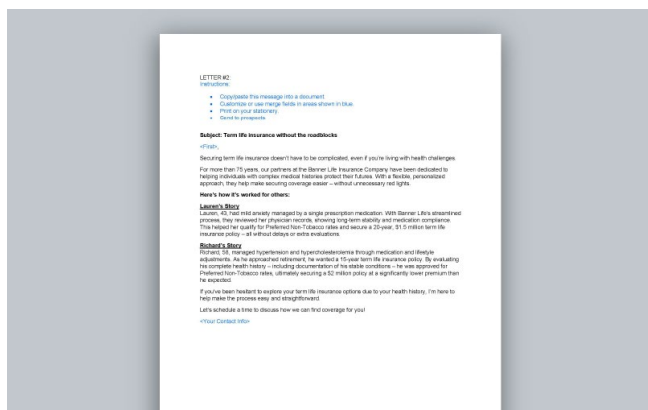 LETTER #2
Instructions:
• Copy/paste this message into a document.
• Customize or use merge fields in areas shown in blue.
• Print on your stationery.
• Send to prospects
Subject: Term life insurance without the roadblocks
<First>,
Securing term life insurance doesn't have to be complicated, even if you're living with health challenges.
For more than 75 years, our partners at the Banner Life Insurance Company have been dedicated to
helping individuals with complex medical histories protect their futures. With a flexible, personalized
approach, they help make securing coverage easier – without unnecessary red lights.
Here's how it's worked for others:
Lauren's Story
Lauren, 43, had mild anxiety managed by a single prescription medication. With Banner Life's streamlined
process, they reviewed her physician records, showing long-term stability and medication compliance.
This helped her qualify for Preferred Non-Tobacco rates and secure a 20-year, $1.5 million term life
insurance policy – all without delays or extra evaluations.
Richard's Story
Richard, 58, managed hypertension and hypercholesterolemia through medication and lifestyle
adjustments. As he approached retirement, he wanted a 15-year term life insurance policy. By evaluating
his complete health history – including documentation of his stable conditions – he was approved for
Preferred Non-Tobacco rates, ultimately securing a $2 million policy at a significantly lower premium than
he expected.
If you've been hesitant to explore your term life insurance options due to your health history, I'm here to
help make the process easy and straightforward.
Let's schedule a time to discuss how we can find coverage for you!
<Your Contact Info>